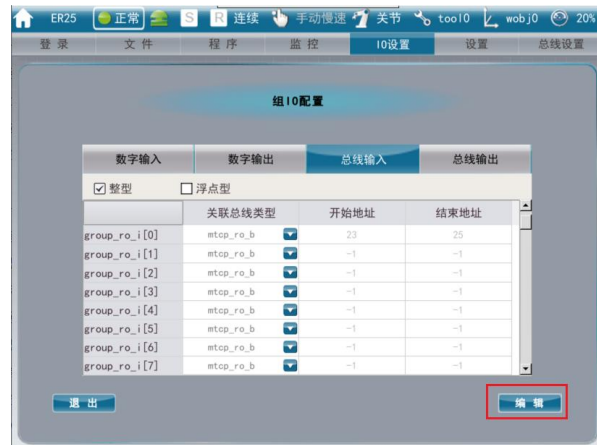 ER25 正常 S R 连续 手动慢速 关节 tool0 wobj0 20%
登录 文件 程序 监控 IO设置 设置 总线设置
组IO配置
数字输入 数字输出 总线输入 总线输出
整型 浮点型
关联总线类型 开始地址 结束地址
group_ro_i[0] mtcp_ro_b 23 25
group_ro_i[1] mtcp_ro_b -1 -1
group_ro_i[2] mtcp_ro_b -1 -1
group_ro_i[3] mtcp_ro_b -1 -1
group_ro_i[4] mtcp_ro_b -1 -1
group_ro_i[5] mtcp_ro_b -1 -1
group_ro_i[6] mtcp_ro_b -1 -1
group_ro_i[7] mtcp_ro_b -1 -1
退出 编辑